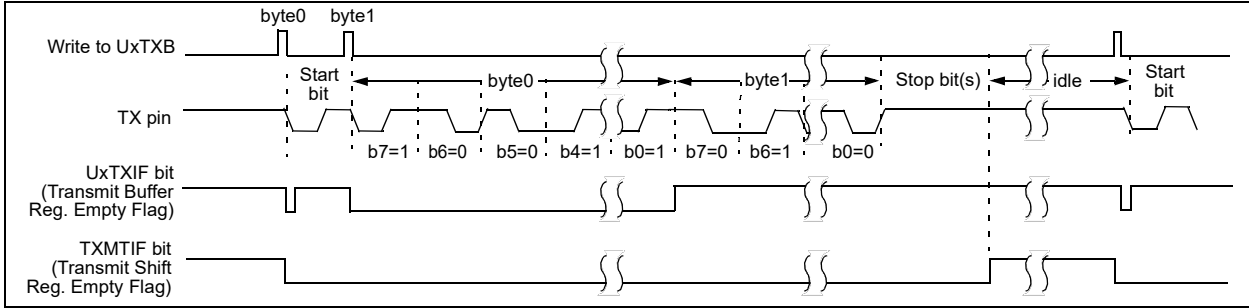 byte0 byte1
Write to UxTXB
Start bit
byte0
byte1
Stop bit(s)
idle
Start bit
TX pin
b7=1 b6=0 b5=0 b4=1 b0=1 b7=0 b6=1 b0=0
UxTXIF bit
(Transmit Buffer
Reg. Empty Flag)
TXMTIF bit
(Transmit Shift
Reg. Empty Flag)